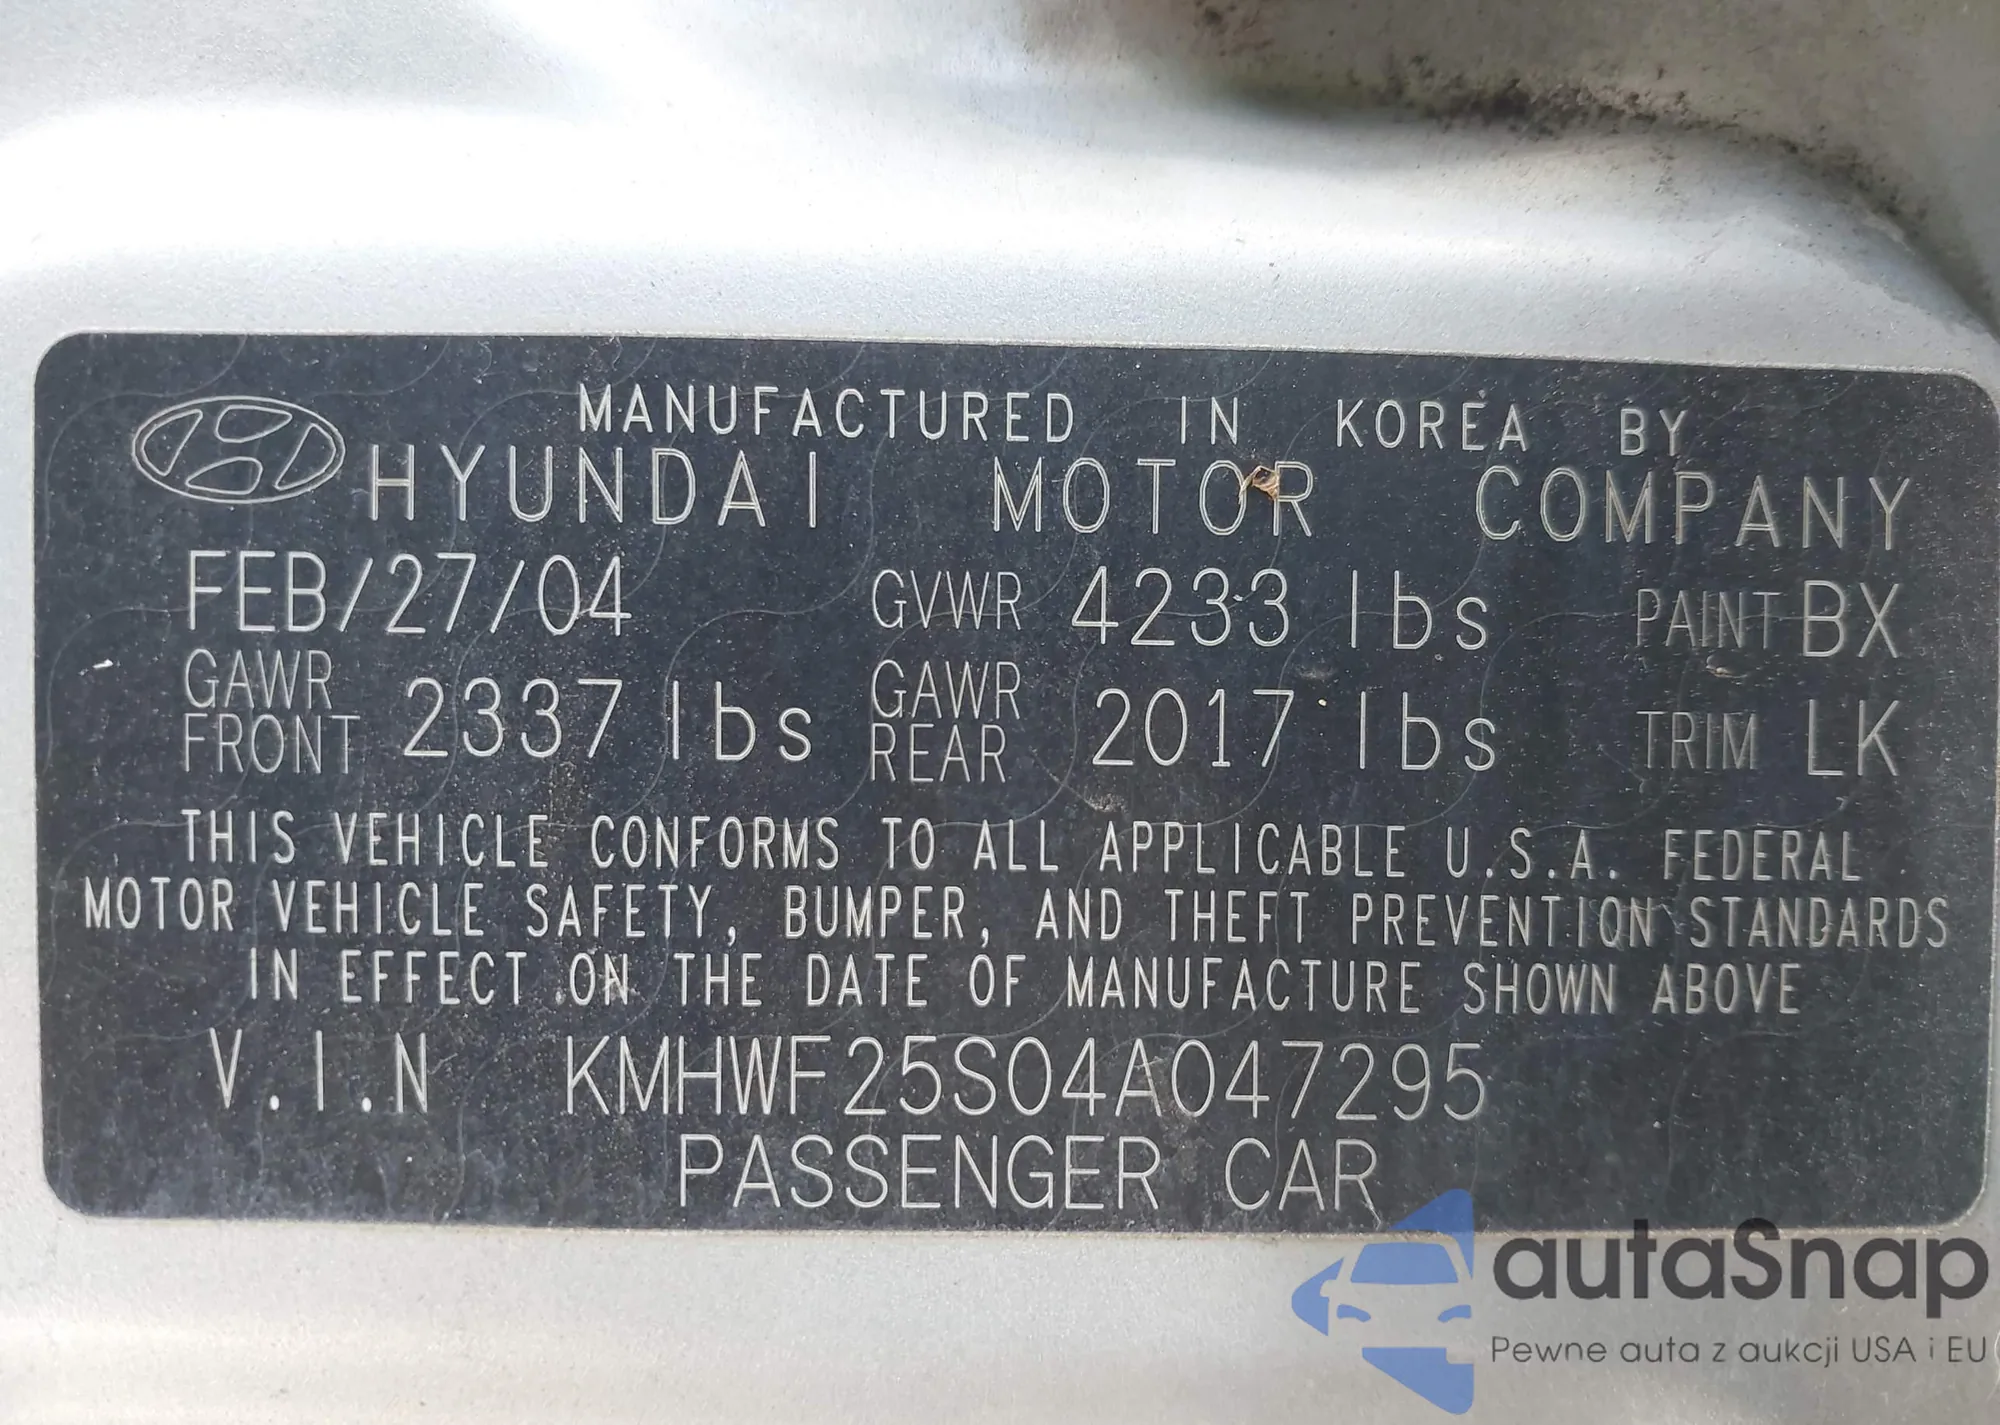 MANUFACTURED IN KOREA BY
HYUNDAI MOTOR COMPANY
FEB/27/04 GVWR 4233 lbs PAINT BX
GAWR FRONT 2337 lbs GAWR REAR 2017 lbs TRIM LK
THIS VEHICLE CONFORMS TO ALL APPLICABLE U.S.A. FEDERAL
MOTOR VEHICLE SAFETY, BUMPER, AND THEFT PREVENTION STANDARDS
IN EFFECT ON THE DATE OF MANUFACTURE SHOWN ABOVE
V.I.N KMHWF25S04A047295
PASSENGER CAR
autaSnap
Pewne auta z aukcji USA i EU